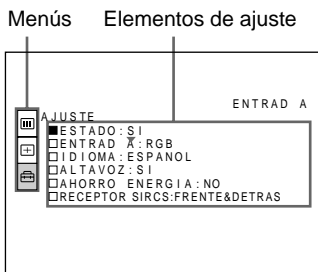 Menús Elementos de ajuste
ENTRAD A
AJUSTE
ESTADO:SI
ENTRAD A:RGB
IDIOMA:ESPANOL
ALTAVOZ:SI
AHORRO ENERGIA:NO
RECEPTOR SIRCS:FRENTE&DETRAS